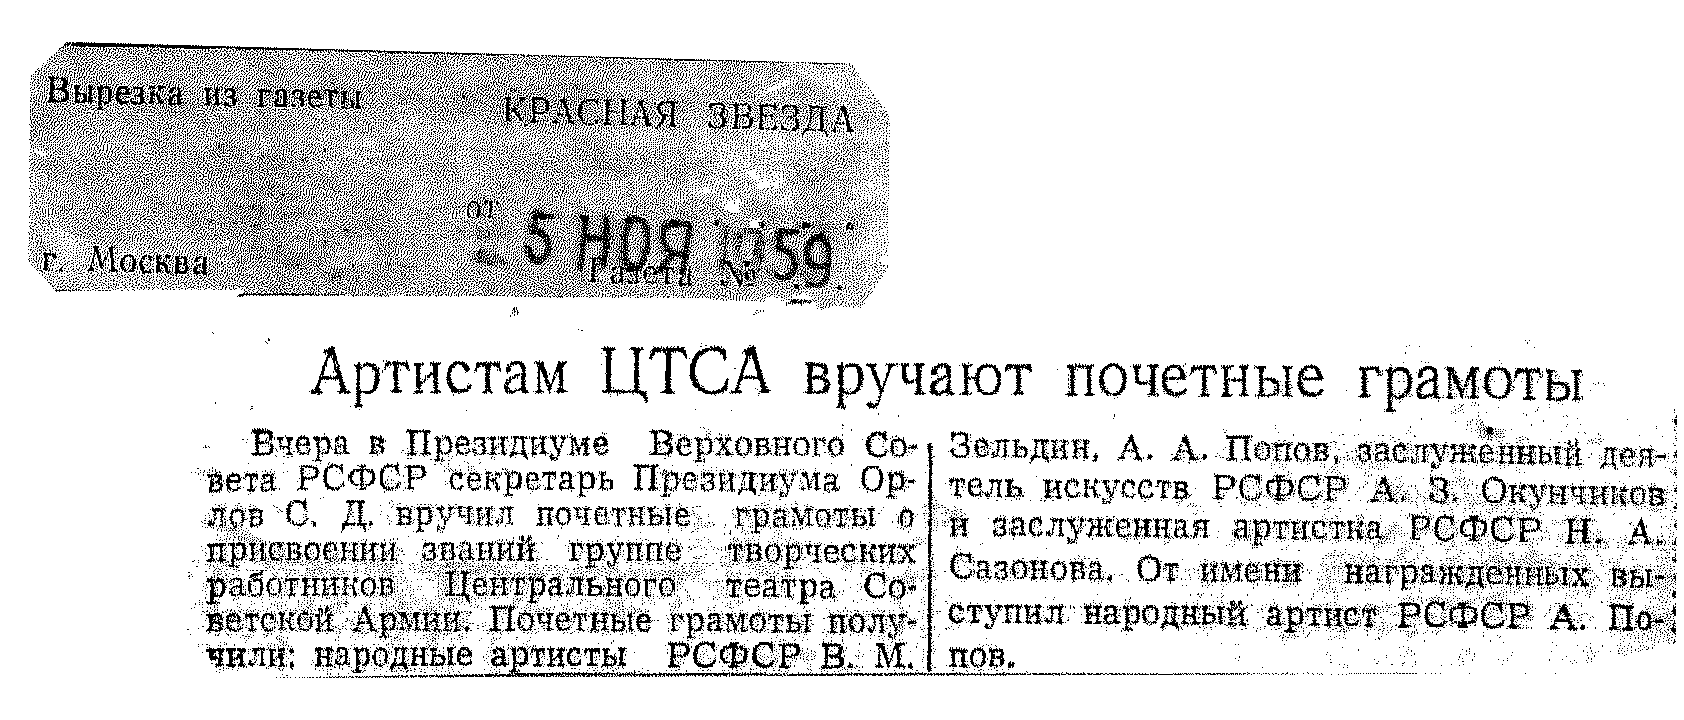 Вырезка из газеты
КРАСНАЯ ЗВЕЗДА
от 5 НОЯ 59
г. Москва
Газета №
Артистам ЦТСА вручают почетные грамоты
Вчера в Президиуме Верховного Со-
вета РСФСР секретарь Президиума Ор-
лов С. Д. вручил почетные грамоты о
присвоении званий группе творческих
работников Центрального театра Со-
ветской Армии. Почетные грамоты полу-
чили: народные артисты РСФСР В. М.
Зельдин, А. А. Попов, заслуженный дея-
тель искусств РСФСР А. З. Окунчиков
и заслуженная артистка РСФСР Н. А.
Сазонова. От имени награжденных вы-
ступил народный артист РСФСР А. По-
пов.